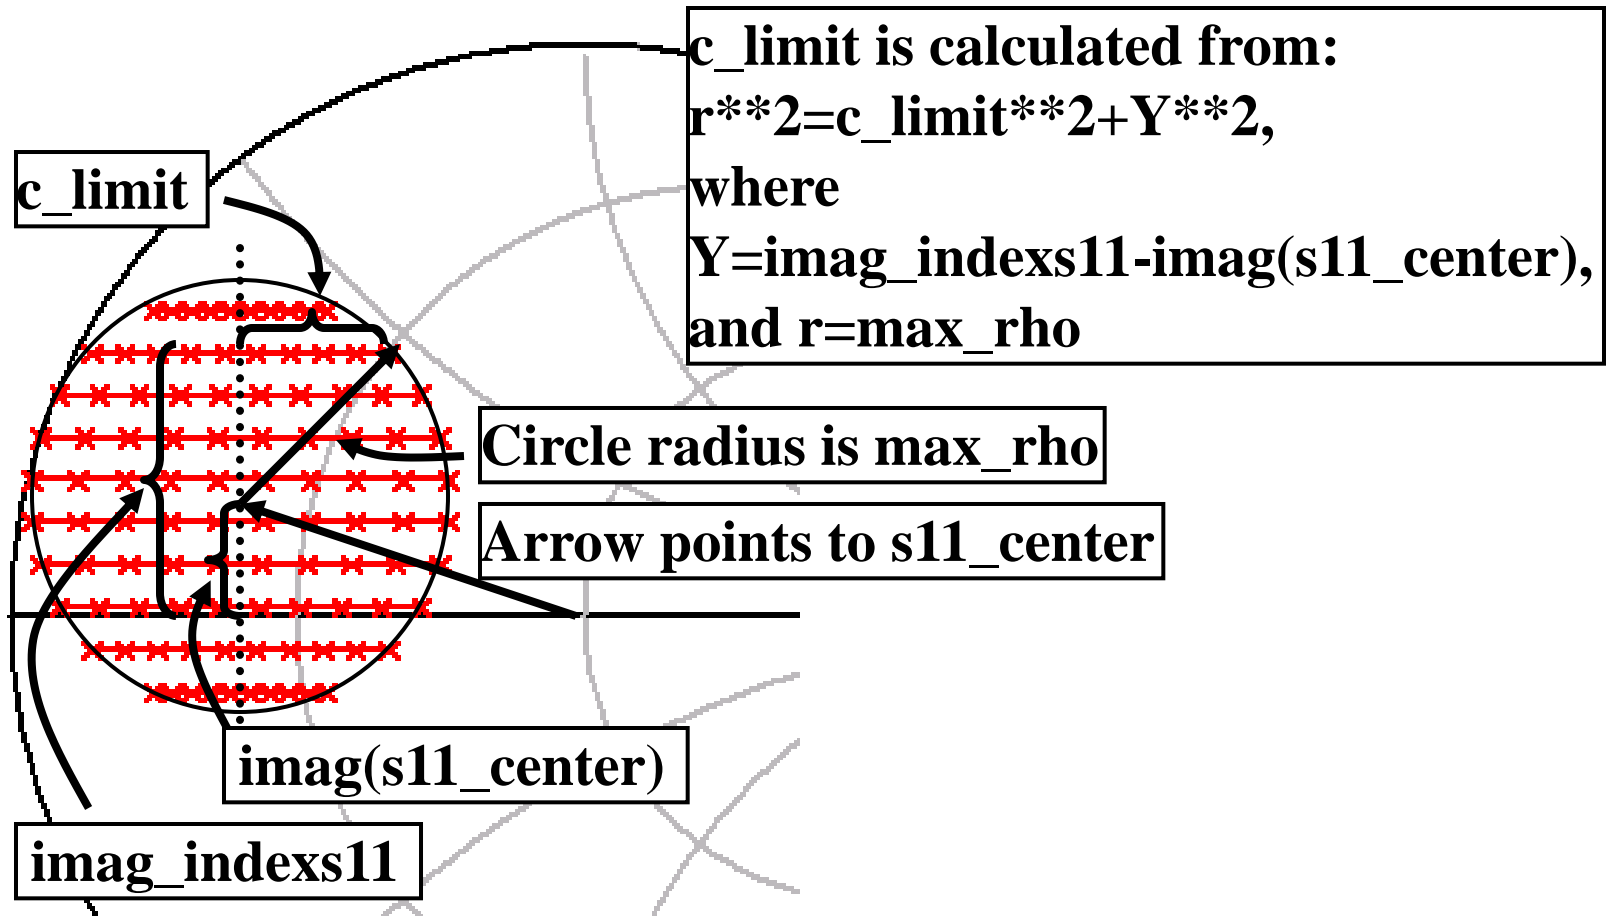 c_limit is calculated from:
r**2=c_limit**2+Y**2,
where
Y=imag_indexs11-imag(s11_center),
and r=max_rho
c_limit
Circle radius is max_rho
Arrow points to s11_center
imag(s11_center)
imag_indexs11